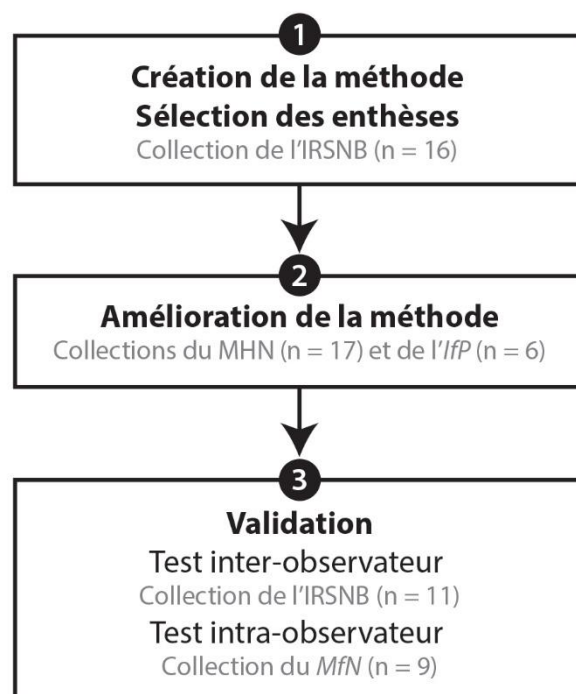 1
Création de la méthode
Sélection des enthèses
Collection de l'IRSNB (n = 16)
2
Amélioration de la méthode
Collections du MHN (n = 17) et de l'IfP (n = 6)
3
Validation
Test inter-observateur
Collection de l'IRSNB (n = 11)
Test intra-observateur
Collection du MfN (n = 9)